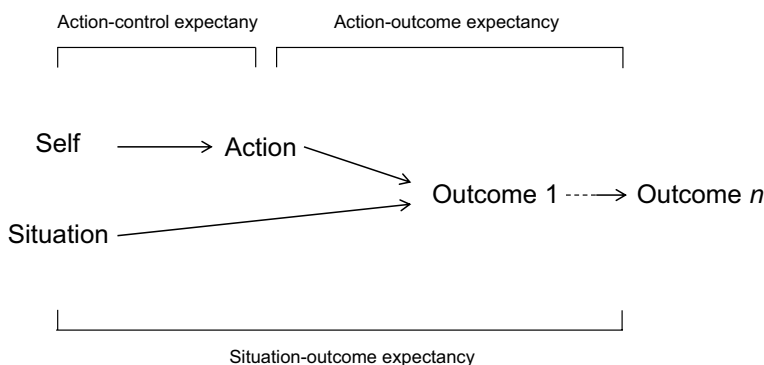 Action-control expectany
Action-outcome expectancy
Self
Action
Outcome 1
Outcome n
Situation
Situation-outcome expectancy